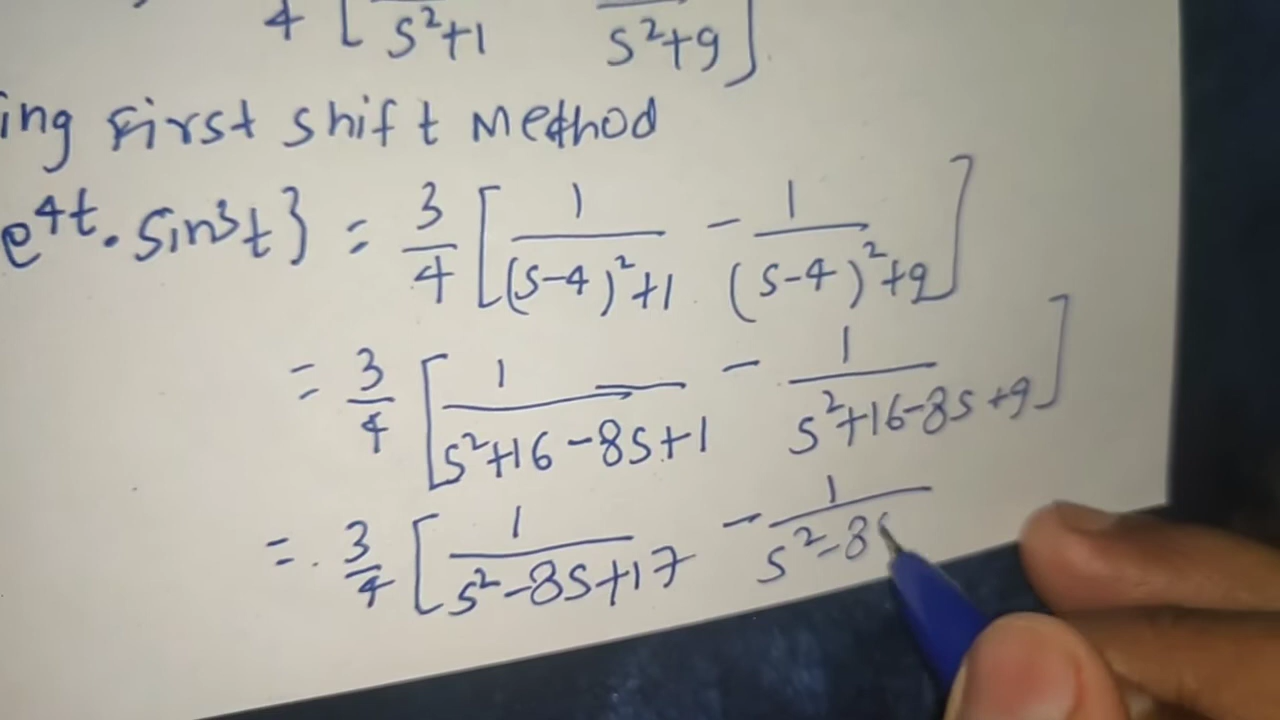 4 [ s²+1 s²+9 ]
ing First shift Method
e^4t . sin³t} = 3/4 [ 1/((s-4)²+1) - 1/((s-4)²+9) ]
= 3/4 [ 1/(s²+16-8s+1) - 1/(s²+16-8s+9) ]
= 3/4 [ 1/(s²-8s+17) - 1/(s²-8s